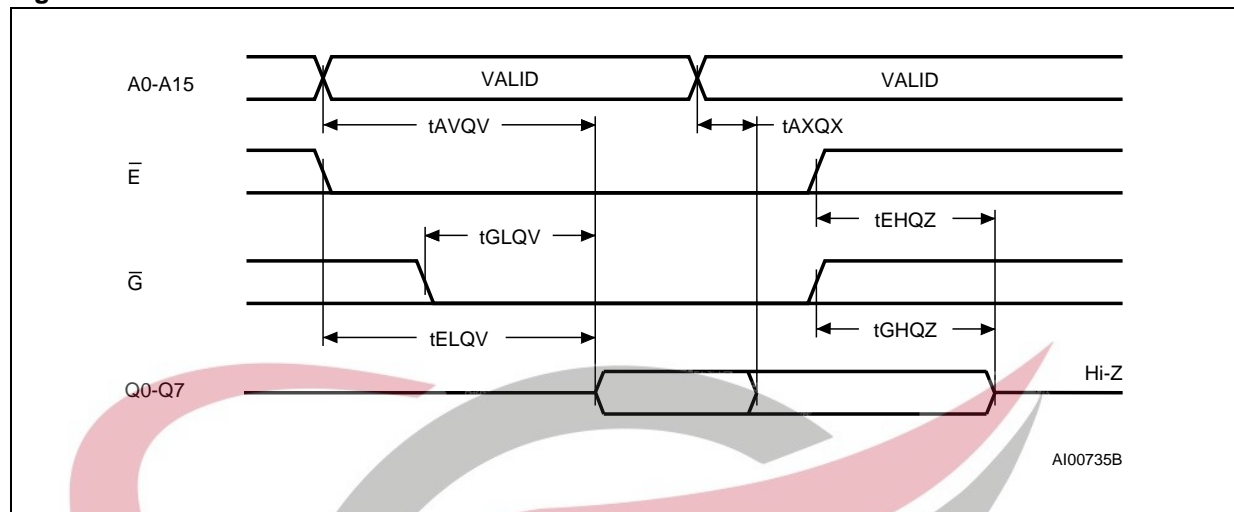 A0-A15
VALID
VALID
tAVQV
tAXQX
E̅
tEHQZ
tGLQV
G̅
tGHQZ
tELQV
Hi-Z
Q0-Q7
AI00735B